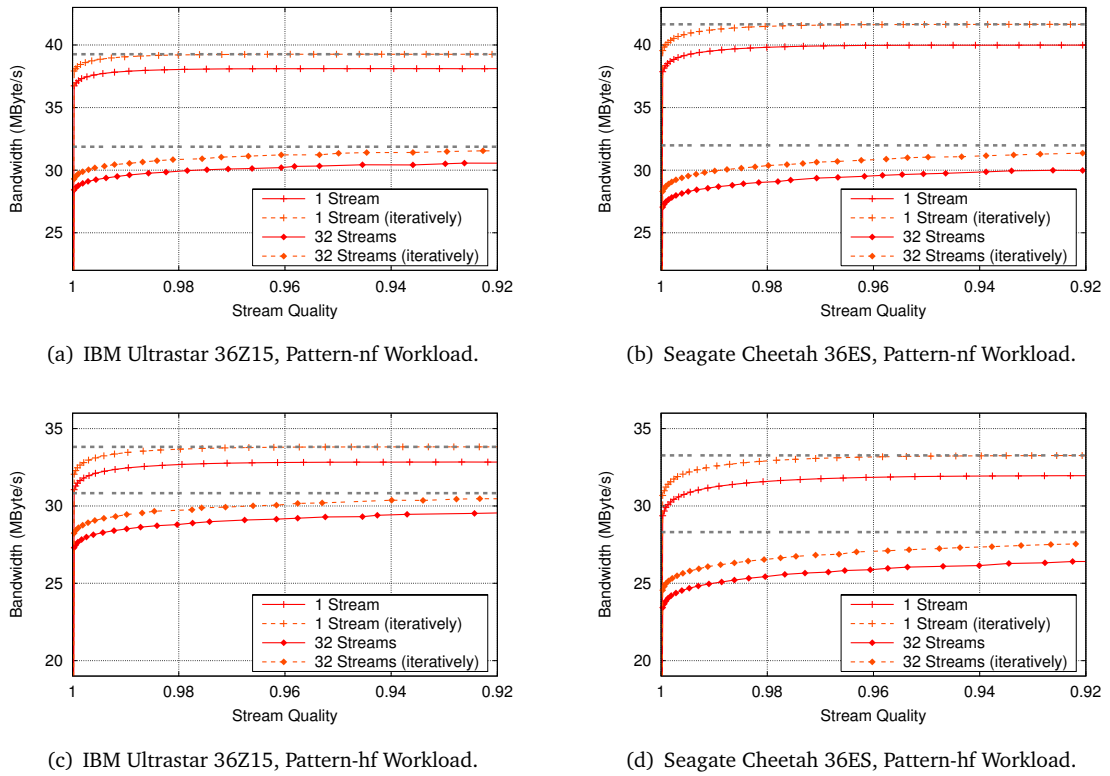 40
35
30
25
1
0.98
0.96
0.94
0.92
Bandwidth (MByte/s)
Stream Quality
1 Stream
1 Stream (iteratively)
32 Streams
32 Streams (iteratively)
(a) IBM Ultrastar 36Z15, Pattern-nf Workload.
40
35
30
25
1
0.98
0.96
0.94
0.92
Bandwidth (MByte/s)
Stream Quality
1 Stream
1 Stream (iteratively)
32 Streams
32 Streams (iteratively)
(b) Seagate Cheetah 36ES, Pattern-nf Workload.
35
30
25
20
1
0.98
0.96
0.94
0.92
Bandwidth (MByte/s)
Stream Quality
1 Stream
1 Stream (iteratively)
32 Streams
32 Streams (iteratively)
(c) IBM Ultrastar 36Z15, Pattern-hf Workload.
35
30
25
20
1
0.98
0.96
0.94
0.92
Bandwidth (MByte/s)
Stream Quality
1 Stream
1 Stream (iteratively)
32 Streams
32 Streams (iteratively)
(d) Seagate Cheetah 36ES, Pattern-hf Workload.